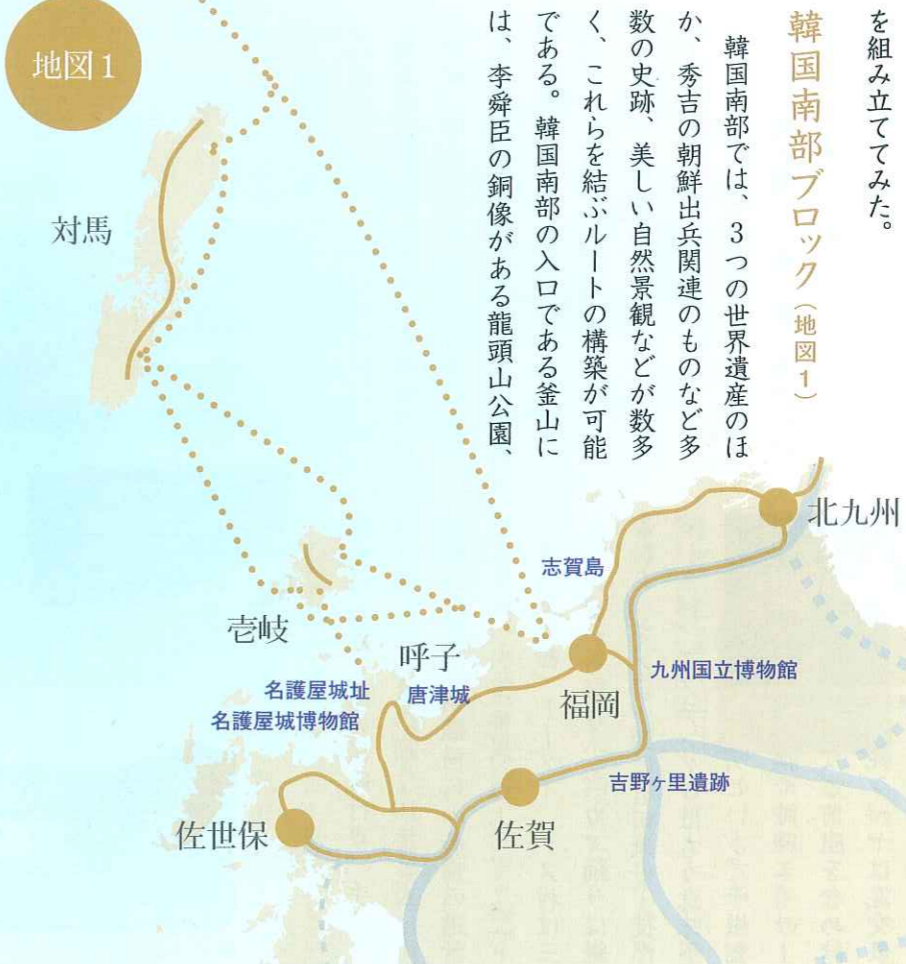 を組み立ててみた。
韓国南部ブロック（地図1）
韓国南部では、3つの世界遺産のほ
か、秀吉の朝鮮出兵関連のものなど多
数の史跡、美しい自然景観などが数多
く、これらを結ぶルートの構築が可能
である。韓国南部の入口である釜山に
は、李舜臣の銅像がある龍頭山公園、
地図1
対馬
北九州
志賀島
壱岐
呼子
名護屋城址
唐津城
名護屋城博物館
福岡
九州国立博物館
吉野ヶ里遺跡
佐世保
佐賀